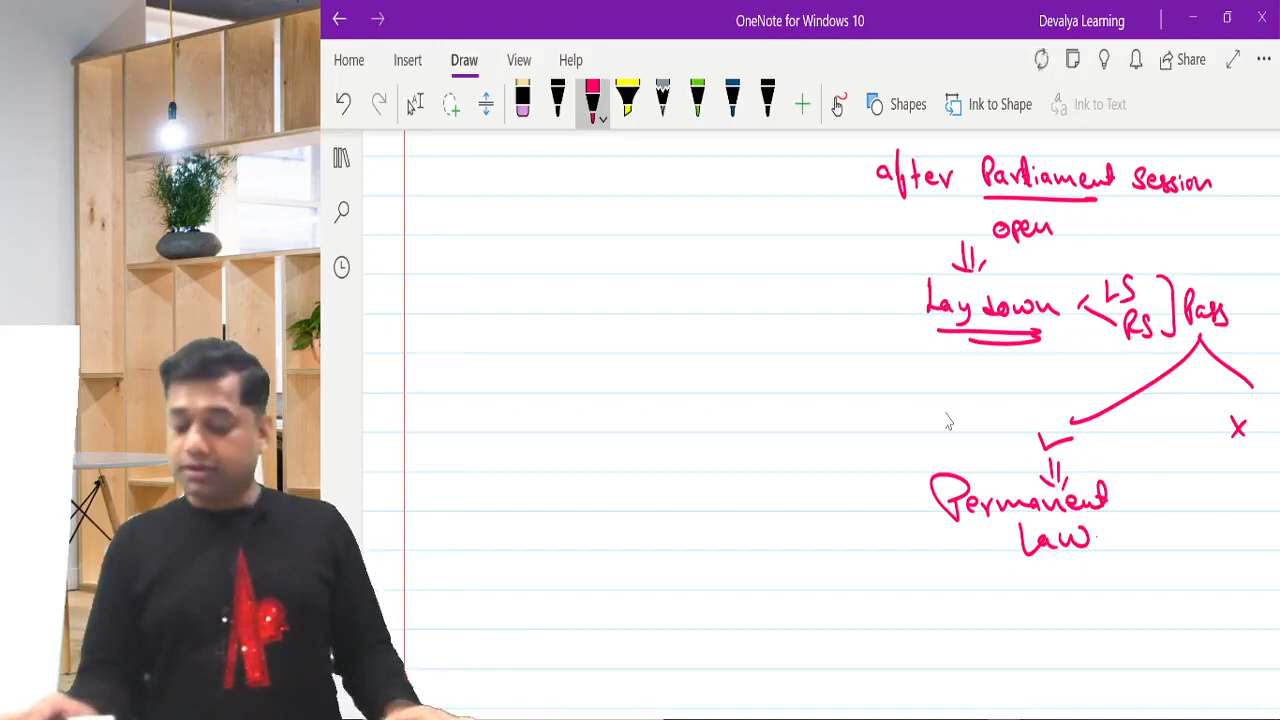 OneNote for Windows 10
Devalya Learning
Home Insert Draw View Help
Share
Shapes
Ink to Shape
Ink to Text
after Parliament session
open
Lay down LS RS Pass
✓ X
Permanent
Law